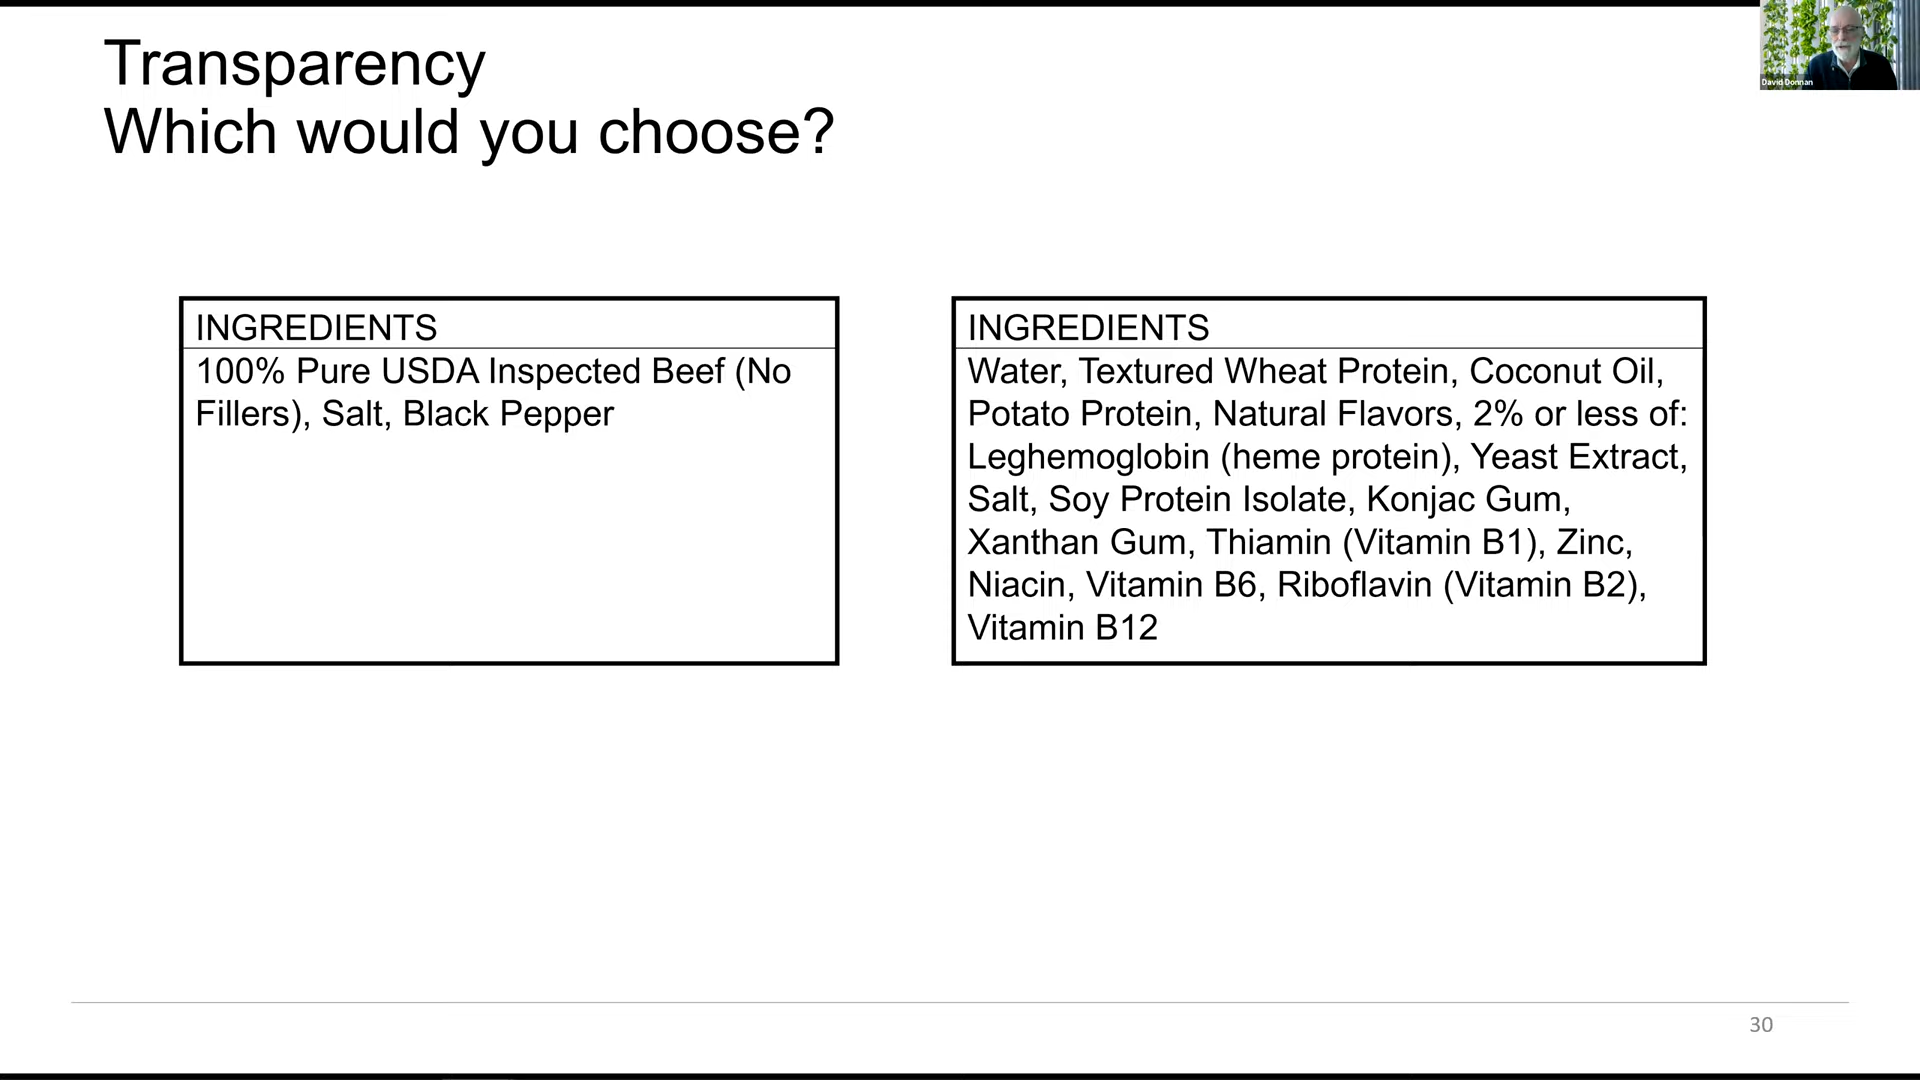 Transparency
Which would you choose?
David Donnan
INGREDIENTS
100% Pure USDA Inspected Beef (No
Fillers), Salt, Black Pepper
INGREDIENTS
Water, Textured Wheat Protein, Coconut Oil,
Potato Protein, Natural Flavors, 2% or less of:
Leghemoglobin (heme protein), Yeast Extract,
Salt, Soy Protein Isolate, Konjac Gum,
Xanthan Gum, Thiamin (Vitamin B1), Zinc,
Niacin, Vitamin B6, Riboflavin (Vitamin B2),
Vitamin B12
30